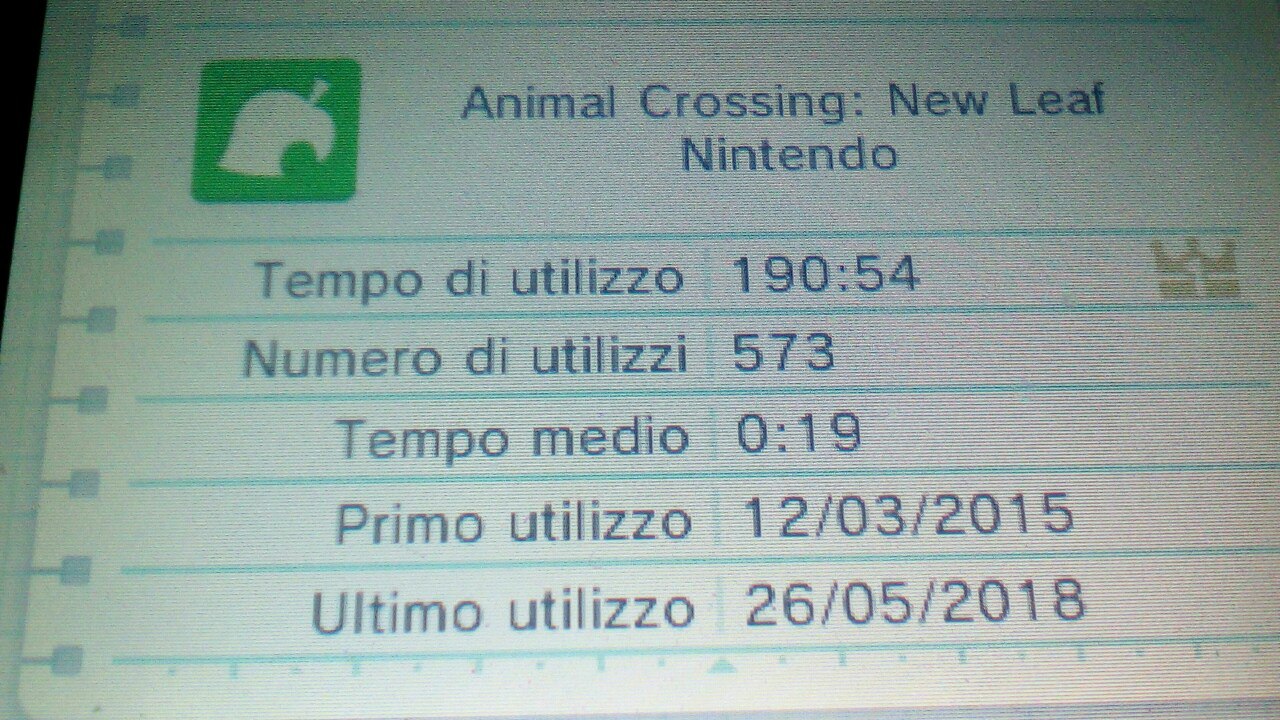 Animal Crossing: New Leaf
Nintendo
Tempo di utilizzo 190:54
Numero di utilizzi 573
Tempo medio 0:19
Primo utilizzo 12/03/2015
Ultimo utilizzo 26/05/2018